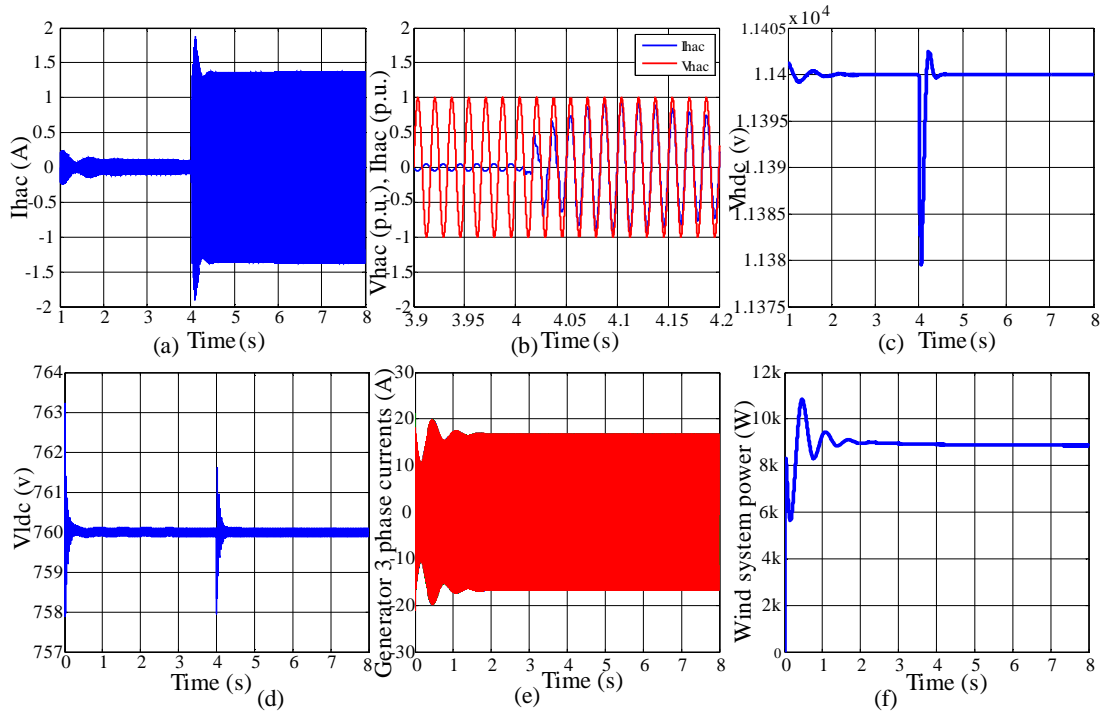 2
1.5
1
0.5
0
-0.5
-1
-1.5
-2
Ihac (A)
1 2 3 4 5 6 7 8
Time (s)
(a)
2
1.5
1
0.5
0
-0.5
-1
-1.5
-2
Vhac (p.u.), Ihac (p.u.)
Ihac
Vhac
3.9 3.95 4 4.05 4.1 4.15 4.2
Time (s)
(b)
x10⁴
1.1405
1.14
1.1395
1.139
1.1385
1.138
1.1375
Vhdc (v)
1 2 3 4 5 6 7 8
Time (s)
(c)
764
763
762
761
760
759
758
757
Vldc (v)
0 1 2 3 4 5 6 7 8
Time (s)
(d)
30
20
10
0
-10
-20
-30
Generator 3 phase currents (A)
0 1 2 3 4 5 6 7 8
Time (s)
(e)
12k
10k
8k
6k
4k
2k
0
Wind system power (W)
0 1 2 3 4 5 6 7 8
Time (s)
(f)